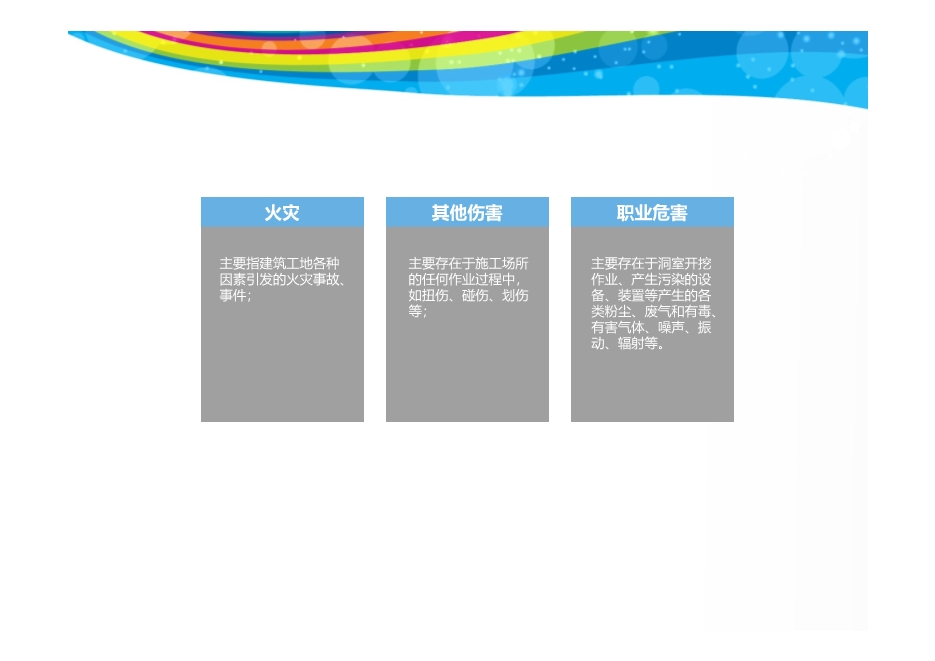 火灾
主要指建筑工地各种
因素引发的火灾事故、
事件；
其他伤害
主要存在于施工场所
的任何作业过程中，
如扭伤、碰伤、划伤
等；
职业危害
主要存在于洞室开挖
作业、产生污染的设
备、装置等产生的各
类粉尘、废气和有毒、
有害气体、噪声、振
动、辐射等。